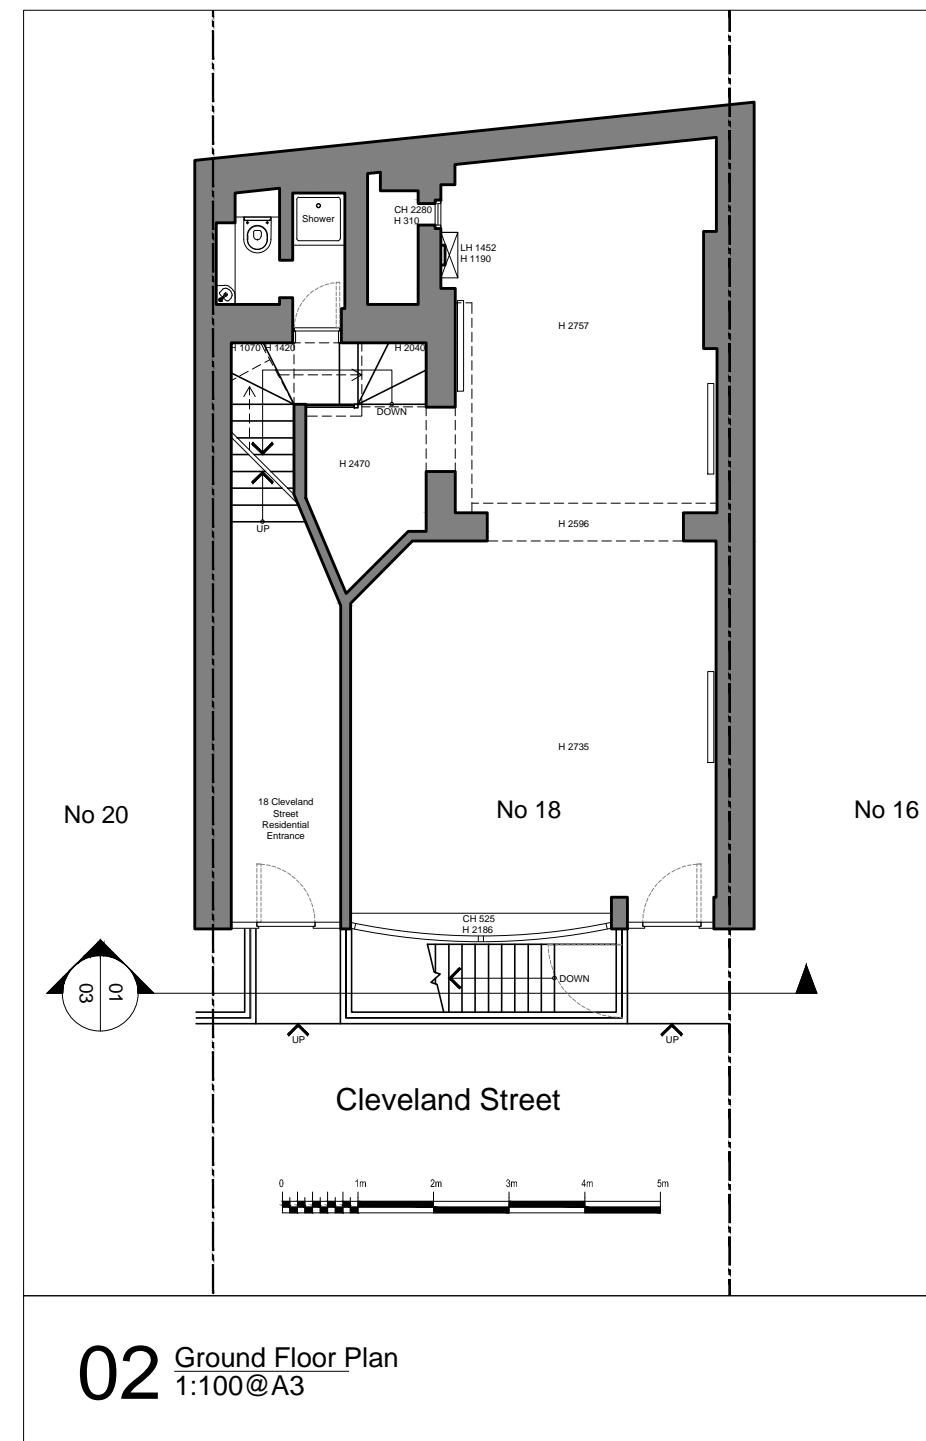 Shower
CH 2280
H 310
LH 1452
H 1190
H 2757
H 1070
H 1420
H 2040
DOWN
H 2470
UP
H 2596
H 2735
18 Cleveland
Street
Residential
Entrance
No 20
No 18
No 16
CH 525
H 2186
DOWN
01
03
UP
UP
Cleveland Street
0 1m 2m 3m 4m 5m
02
Ground Floor Plan
1:100@A3